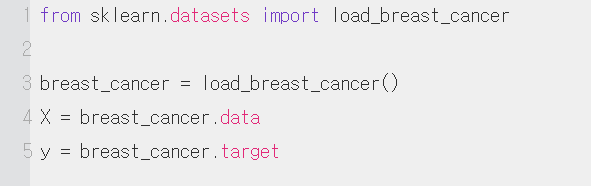 1 from sklearn.datasets import load_breast_cancer
2
3 breast_cancer = load_breast_cancer()
4 X = breast_cancer.data
5 y = breast_cancer.target